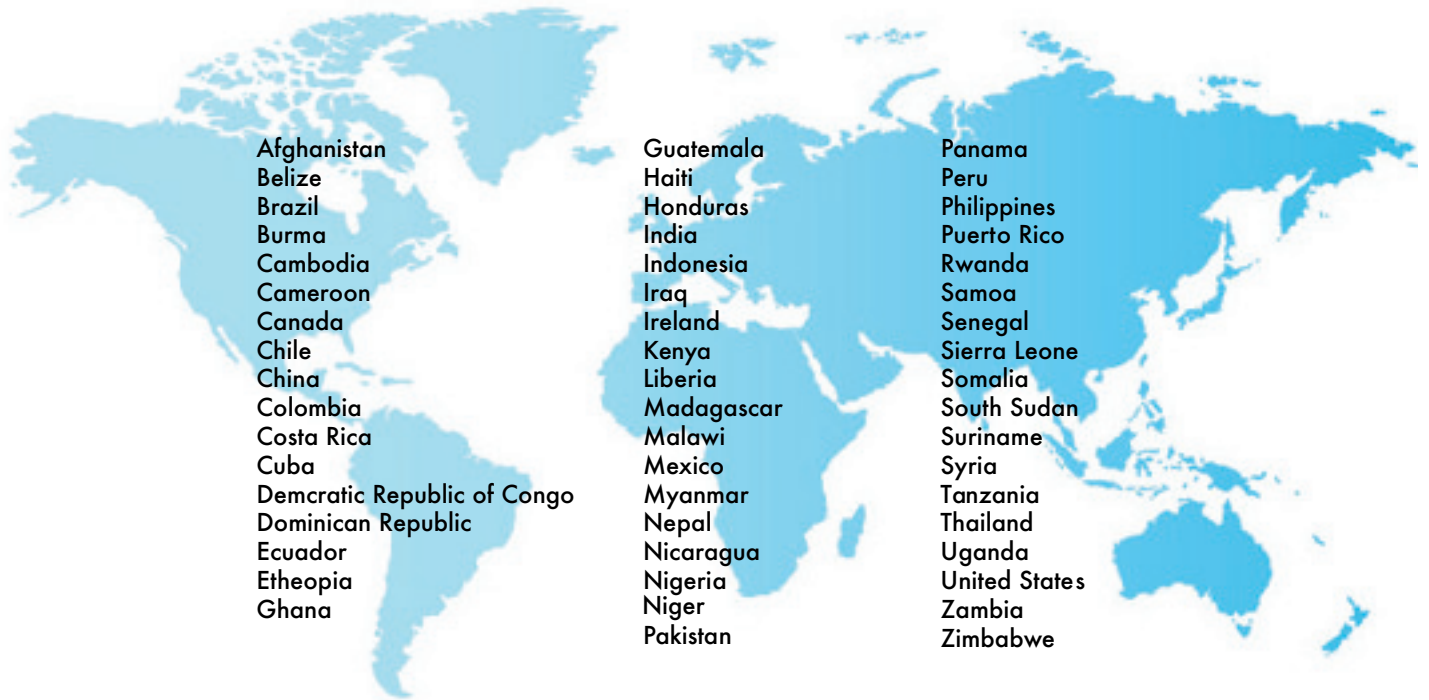 Afghanistan
Belize
Brazil
Burma
Cambodia
Cameroon
Canada
Chile
China
Colombia
Costa Rica
Cuba
Demcratic Republic of Congo
Dominican Republic
Ecuador
Etheopia
Ghana
Guatemala
Haiti
Honduras
India
Indonesia
Iraq
Ireland
Kenya
Liberia
Madagascar
Malawi
Mexico
Myanmar
Nepal
Nicaragua
Nigeria
Niger
Pakistan
Panama
Peru
Philippines
Puerto Rico
Rwanda
Samoa
Senegal
Sierra Leone
Somalia
South Sudan
Suriname
Syria
Tanzania
Thailand
Uganda
United States
Zambia
Zimbabwe